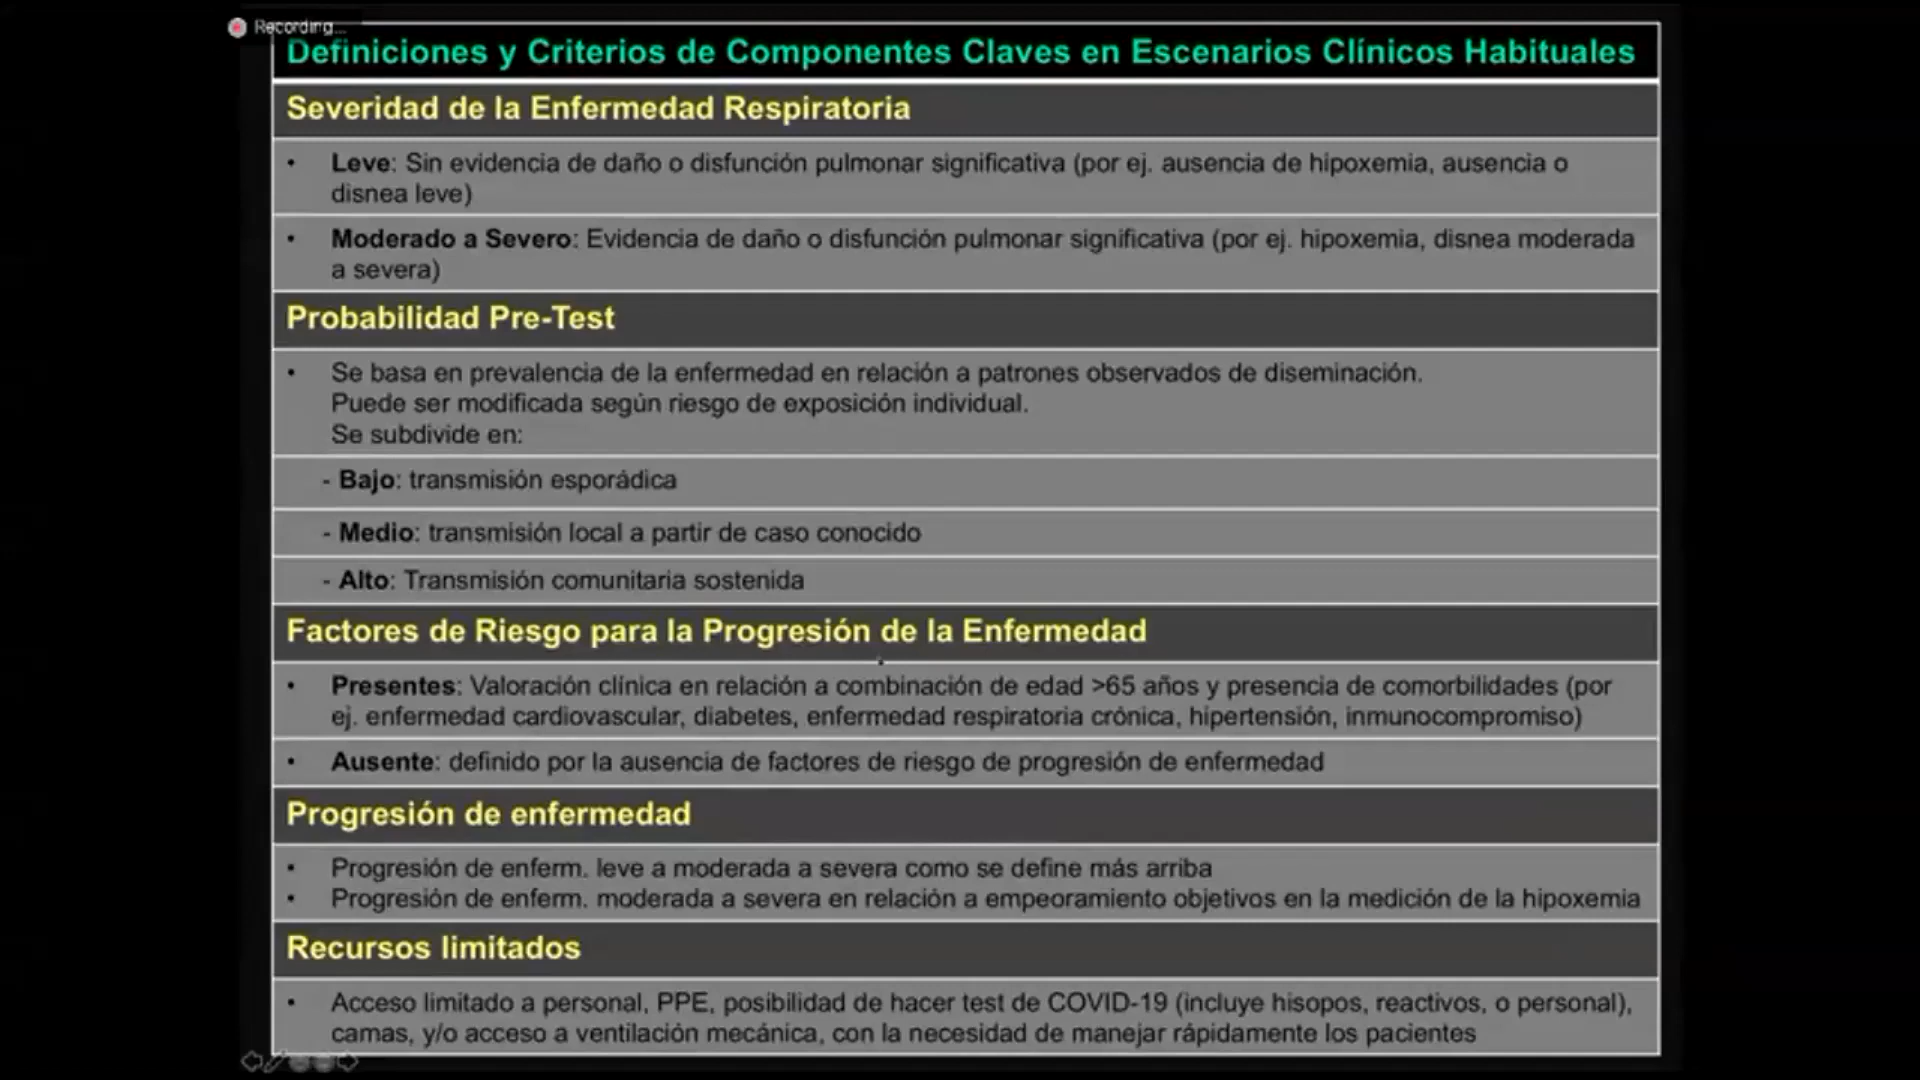 Recording...
Definiciones y Criterios de Componentes Claves en Escenarios Clínicos Habituales
Severidad de la Enfermedad Respiratoria
• Leve: Sin evidencia de daño o disfunción pulmonar significativa (por ej. ausencia de hipoxemia, ausencia o
disnea leve)
• Moderado a Severo: Evidencia de daño o disfunción pulmonar significativa (por ej. hipoxemia, disnea moderada
a severa)
Probabilidad Pre-Test
• Se basa en prevalencia de la enfermedad en relación a patrones observados de diseminación.
Puede ser modificada según riesgo de exposición individual.
Se subdivide en:
- Bajo: transmisión esporádica
- Medio: transmisión local a partir de caso conocido
- Alto: Transmisión comunitaria sostenida
Factores de Riesgo para la Progresión de la Enfermedad
• Presentes: Valoración clínica en relación a combinación de edad >65 años y presencia de comorbilidades (por
ej. enfermedad cardiovascular, diabetes, enfermedad respiratoria crónica, hipertensión, inmunocompromiso)
• Ausente: definido por la ausencia de factores de riesgo de progresión de enfermedad
Progresión de enfermedad
• Progresión de enferm. leve a moderada a severa como se define más arriba
• Progresión de enferm. moderada a severa en relación a empeoramiento objetivos en la medición de la hipoxemia
Recursos limitados
• Acceso limitado a personal, PPE, posibilidad de hacer test de COVID-19 (incluye hisopos, reactivos, o personal),
camas, y/o acceso a ventilación mecánica, con la necesidad de manejar rápidamente los pacientes